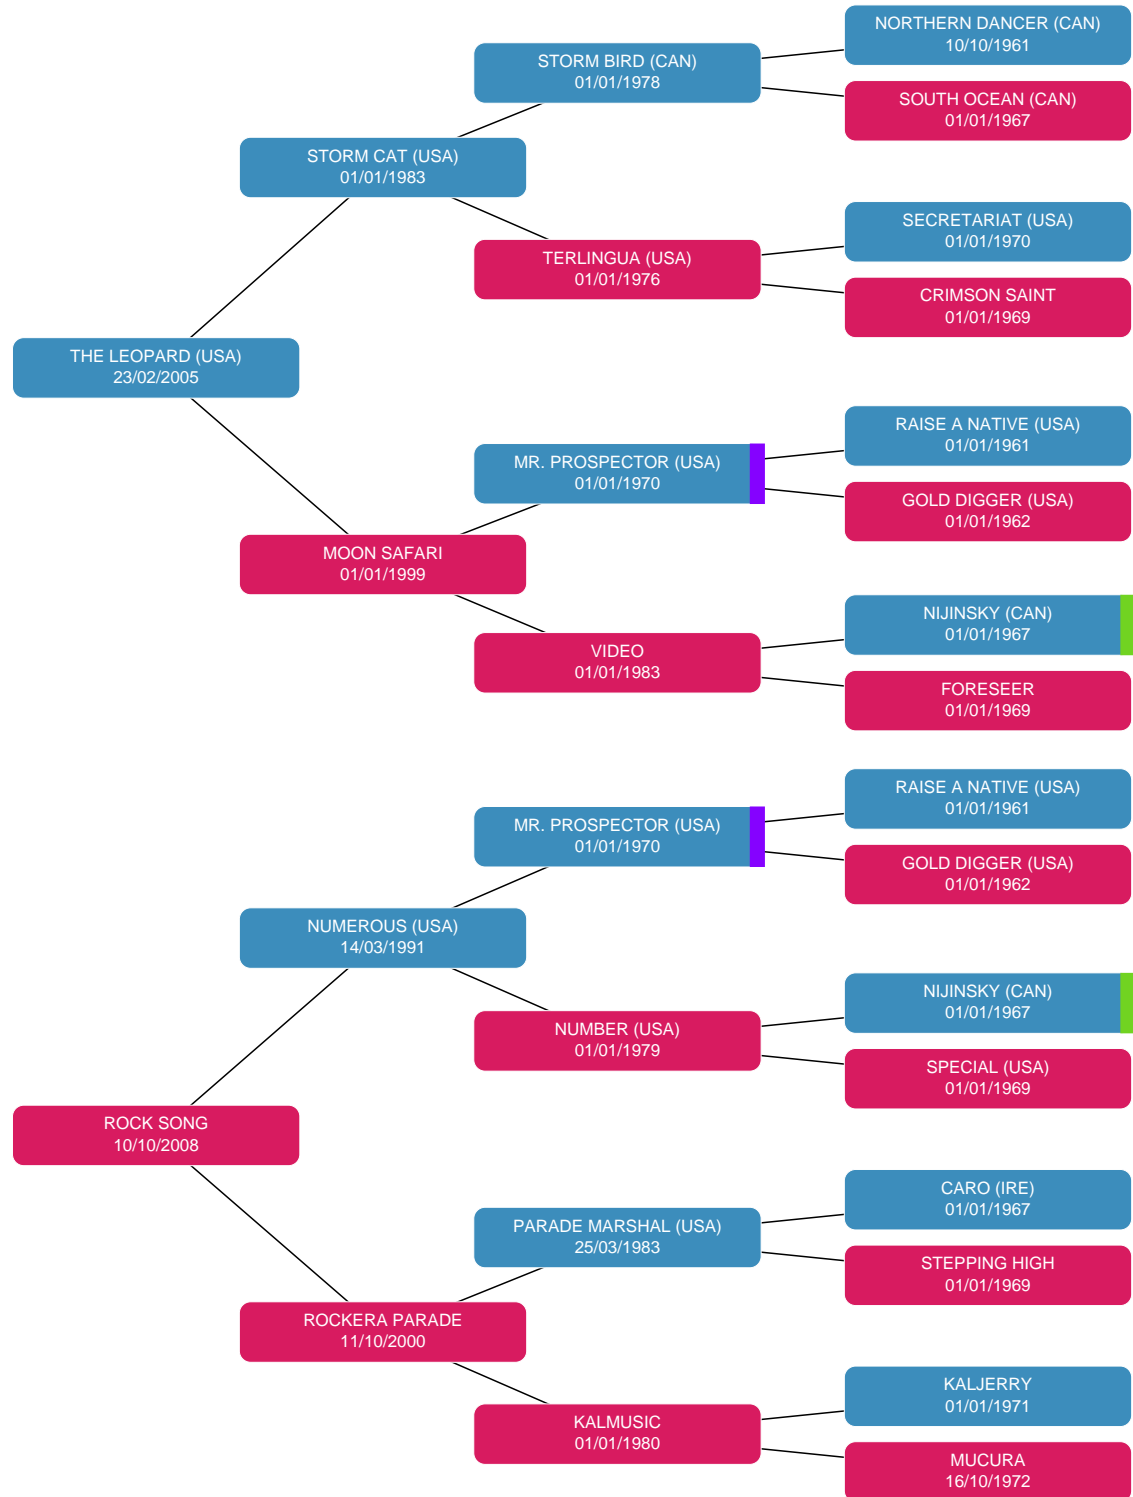 NORTHERN DANCER (CAN)
10/10/1961
STORM BIRD (CAN)
01/01/1978
SOUTH OCEAN (CAN)
01/01/1967
STORM CAT (USA)
01/01/1983
SECRETARIAT (USA)
01/01/1970
TERLINGUA (USA)
01/01/1976
CRIMSON SAINT
01/01/1969
THE LEOPARD (USA)
23/02/2005
RAISE A NATIVE (USA)
01/01/1961
MR. PROSPECTOR (USA)
01/01/1970
GOLD DIGGER (USA)
01/01/1962
MOON SAFARI
01/01/1999
NIJINSKY (CAN)
01/01/1967
VIDEO
01/01/1983
FORESEER
01/01/1969
RAISE A NATIVE (USA)
01/01/1961
MR. PROSPECTOR (USA)
01/01/1970
GOLD DIGGER (USA)
01/01/1962
NUMEROUS (USA)
14/03/1991
NIJINSKY (CAN)
01/01/1967
NUMBER (USA)
01/01/1979
SPECIAL (USA)
01/01/1969
ROCK SONG
10/10/2008
CARO (IRE)
01/01/1967
PARADE MARSHAL (USA)
25/03/1983
STEPPING HIGH
01/01/1969
ROCKERA PARADE
11/10/2000
KALJERRY
01/01/1971
KALMUSIC
01/01/1980
MUCURA
16/10/1972